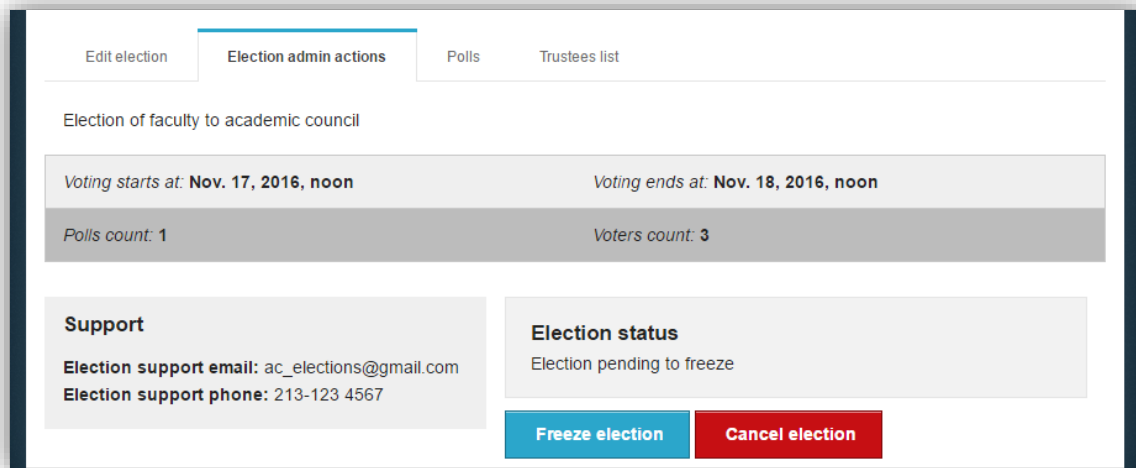 Edit election Election admin actions Polls Trustees list
Election of faculty to academic council
Voting starts at: Nov. 17, 2016, noon Voting ends at: Nov. 18, 2016, noon
Polls count: 1 Voters count: 3
Support
Election support email: ac_elections@gmail.com
Election support phone: 213-123 4567
Election status
Election pending to freeze
Freeze election Cancel election